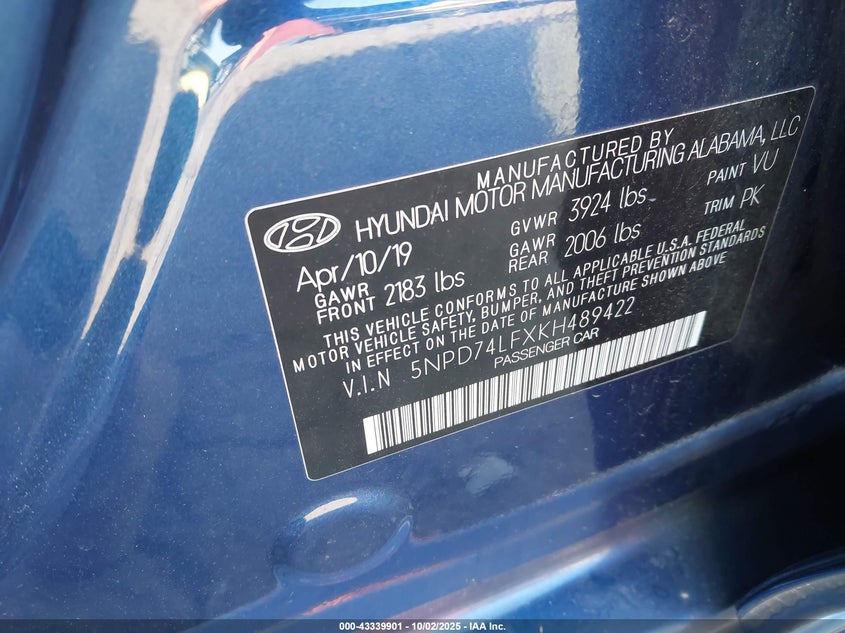 MANUFACTURED BY
HYUNDAI MOTOR MANUFACTURING ALABAMA, LLC
Apr/10/19 GVWR 3924 lbs PAINT VU
GAWR FRONT 2183 lbs GAWR REAR 2006 lbs TRIM PK
THIS VEHICLE CONFORMS TO ALL APPLICABLE U.S.A. FEDERAL
MOTOR VEHICLE SAFETY, BUMPER, AND THEFT PREVENTION STANDARDS
IN EFFECT ON THE DATE OF MANUFACTURE SHOWN ABOVE
V.I.N 5NPD74LFXKH489422
PASSENGER CAR
000-43339901 - 10/02/2025 - IAA Inc.